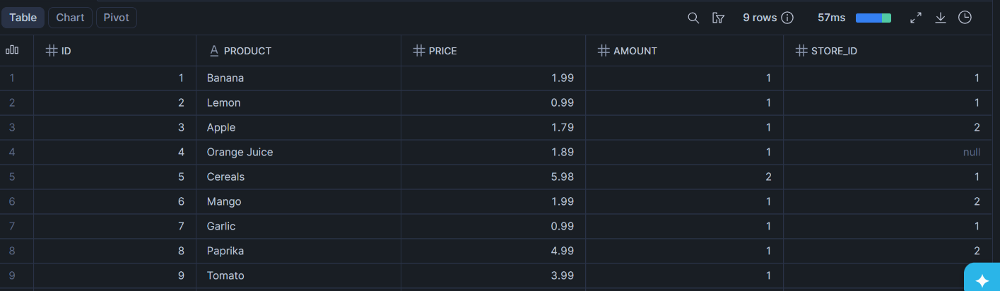 Table Chart Pivot 9 rows 57ms
ID PRODUCT PRICE AMOUNT STORE_ID
1 1 Banana 1.99 1 1
2 2 Lemon 0.99 1 1
3 3 Apple 1.79 1 2
4 4 Orange Juice 1.89 1 null
5 5 Cereals 5.98 2 1
6 6 Mango 1.99 1 2
7 7 Garlic 0.99 1 1
8 8 Paprika 4.99 1 2
9 9 Tomato 3.99 1